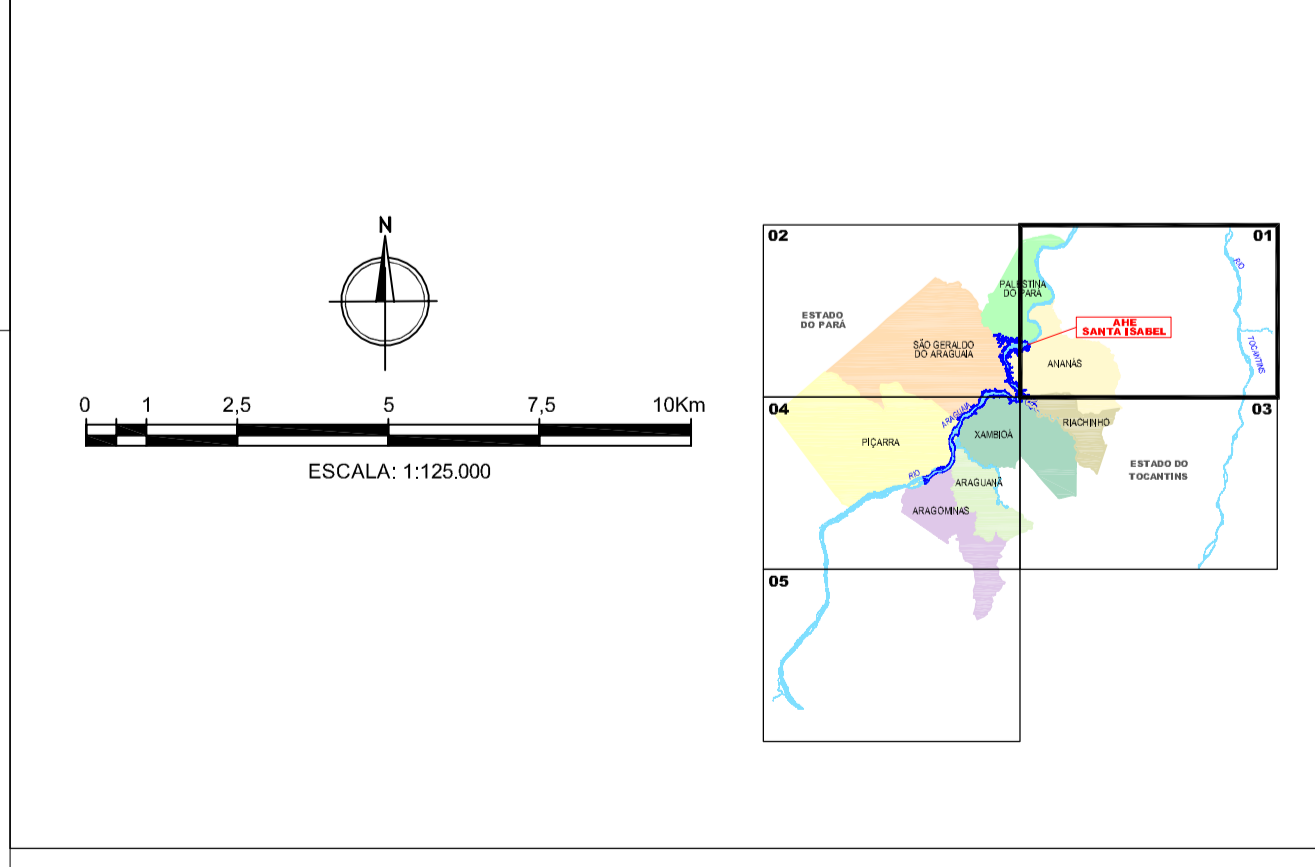 N
0 1 2,5 5 7,5 10Km
ESCALA: 1:125.000
02
01
PALESTINA
DO PARÁ
RIO
ESTADO
DO PARÁ
AHE
SANTA ISABEL
SÃO GERALDO
DO ARAGUAIA
TOCANTINS
ANANÁS
04
03
ARAGUAIA
RIACHINHO
XAMBIOÁ
PIÇARRA
ESTADO DO
TOCANTINS
RIO
ARAGUANÃ
ARAGOMINAS
05